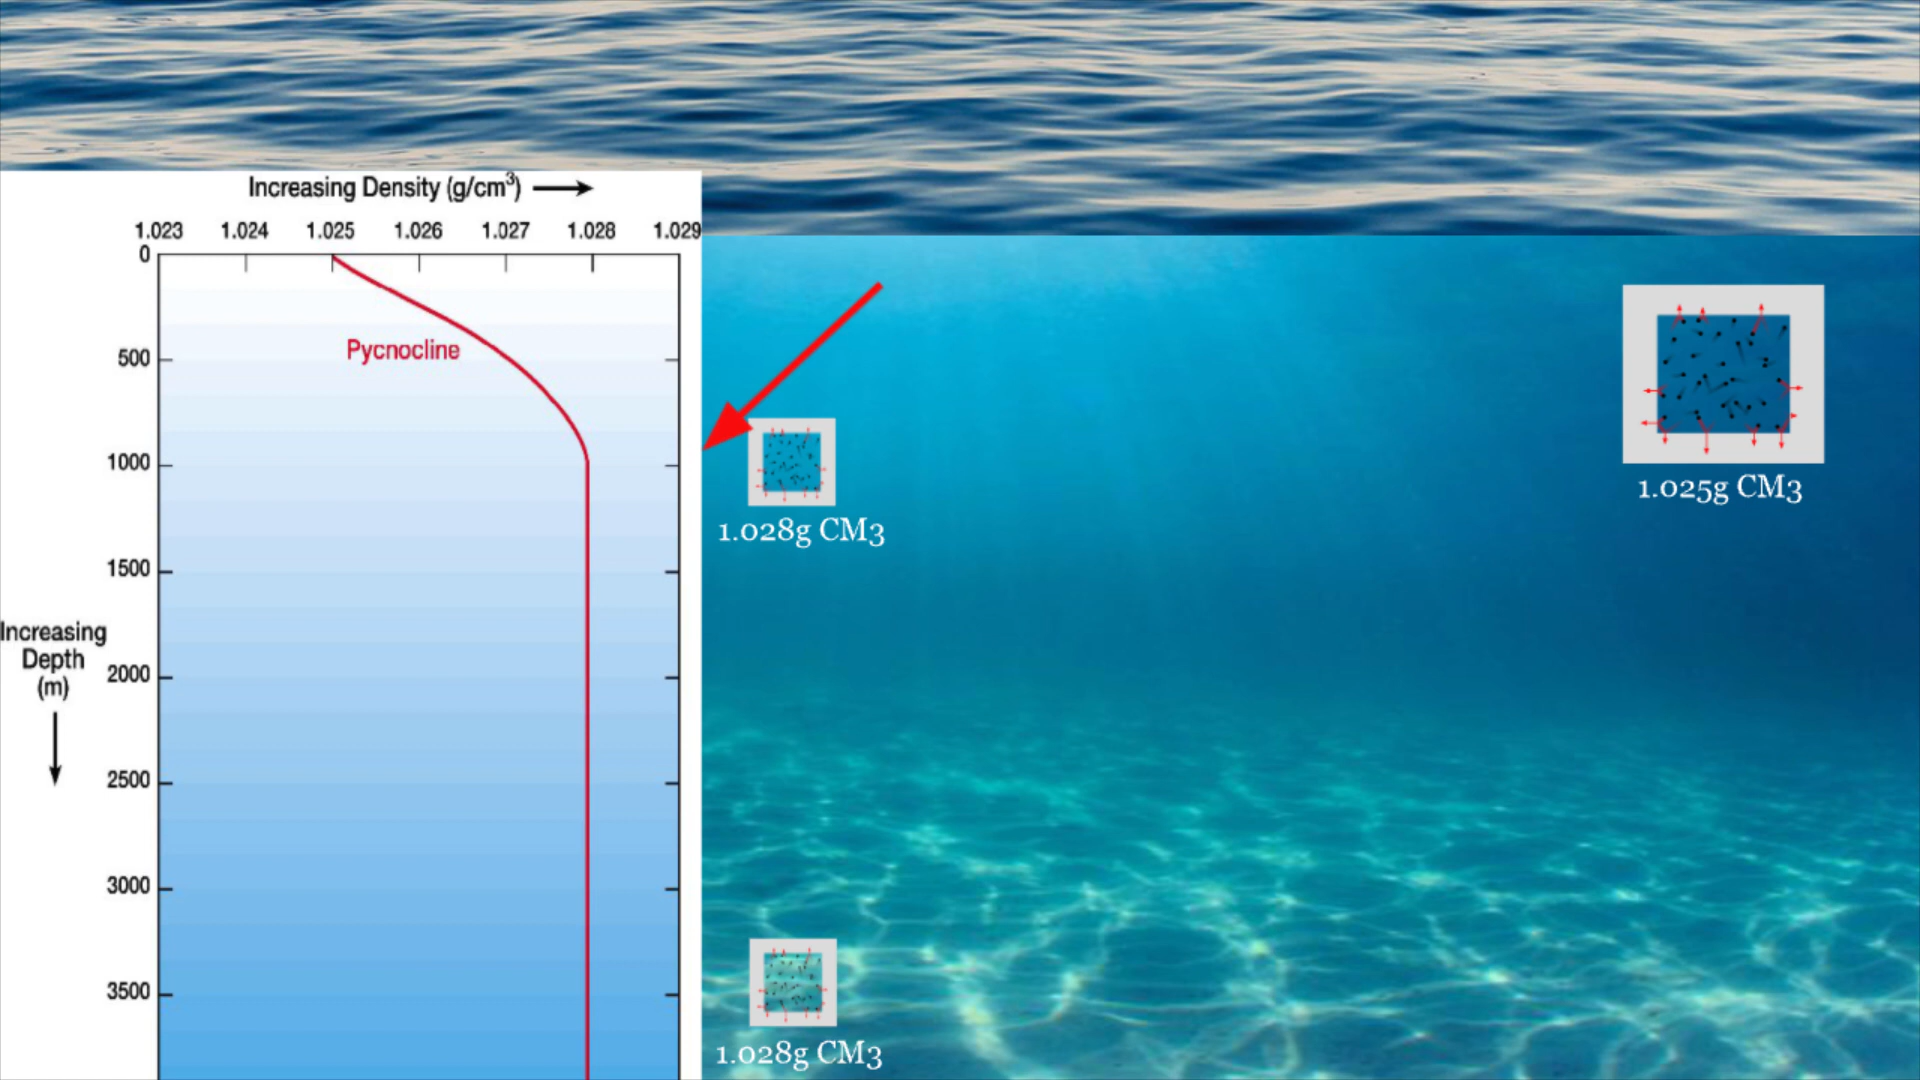 Increasing Density (g/cm³)
1.023 1.024 1.025 1.026 1.027 1.028 1.029
0
Pycnocline
500
1000
1500
Increasing
Depth
(m)
2000
2500
3000
3500
1.028g CM3
1.025g CM3
1.028g CM3